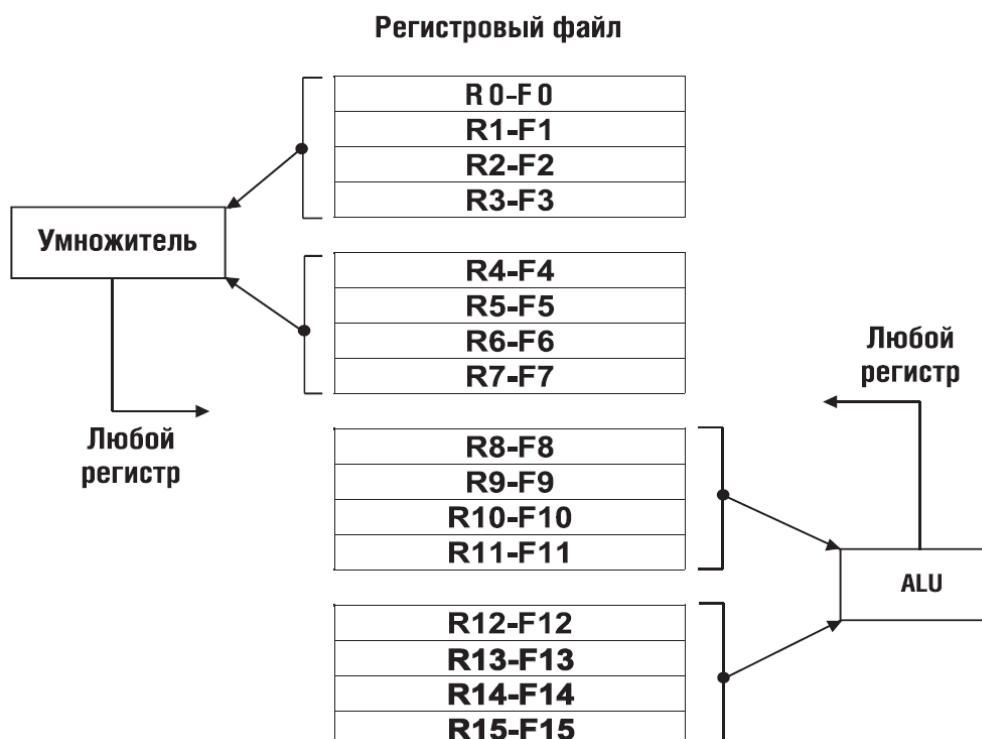 Регистровый файл
R 0-F 0
R1-F1
R2-F2
R3-F3
Умножитель
R4-F4
R5-F5
R6-F6
R7-F7
Любой
регистр
Любой
регистр
R8-F8
R9-F9
R10-F10
R11-F11
ALU
R12-F12
R13-F13
R14-F14
R15-F15